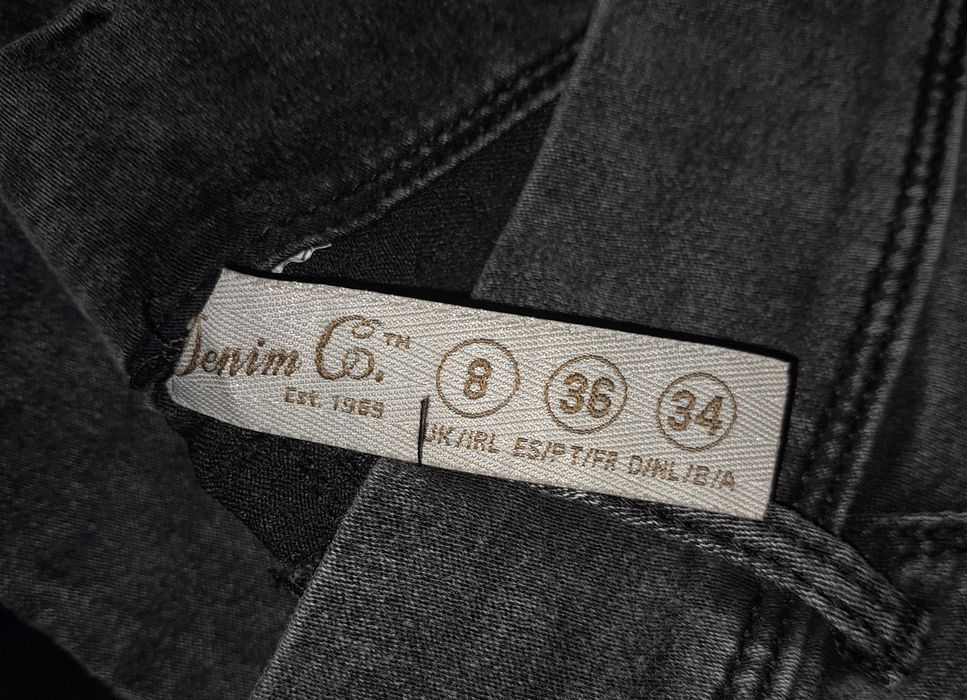 Denim Co.™
Est. 1969
8 36 34
UK/IRL ES/PT/FR D/NL/B/A